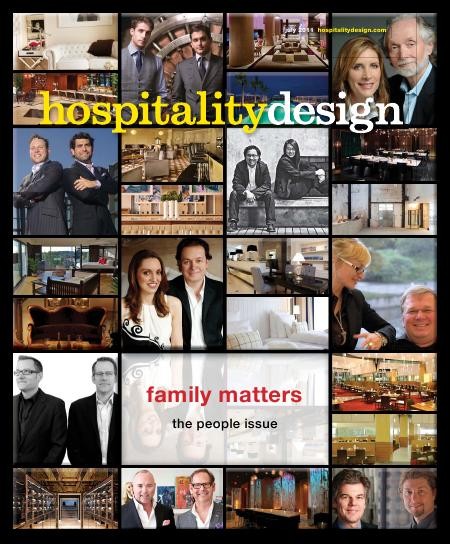 july 2011 hospitalitydesign.com
hospitalitydesign
family matters
the people issue